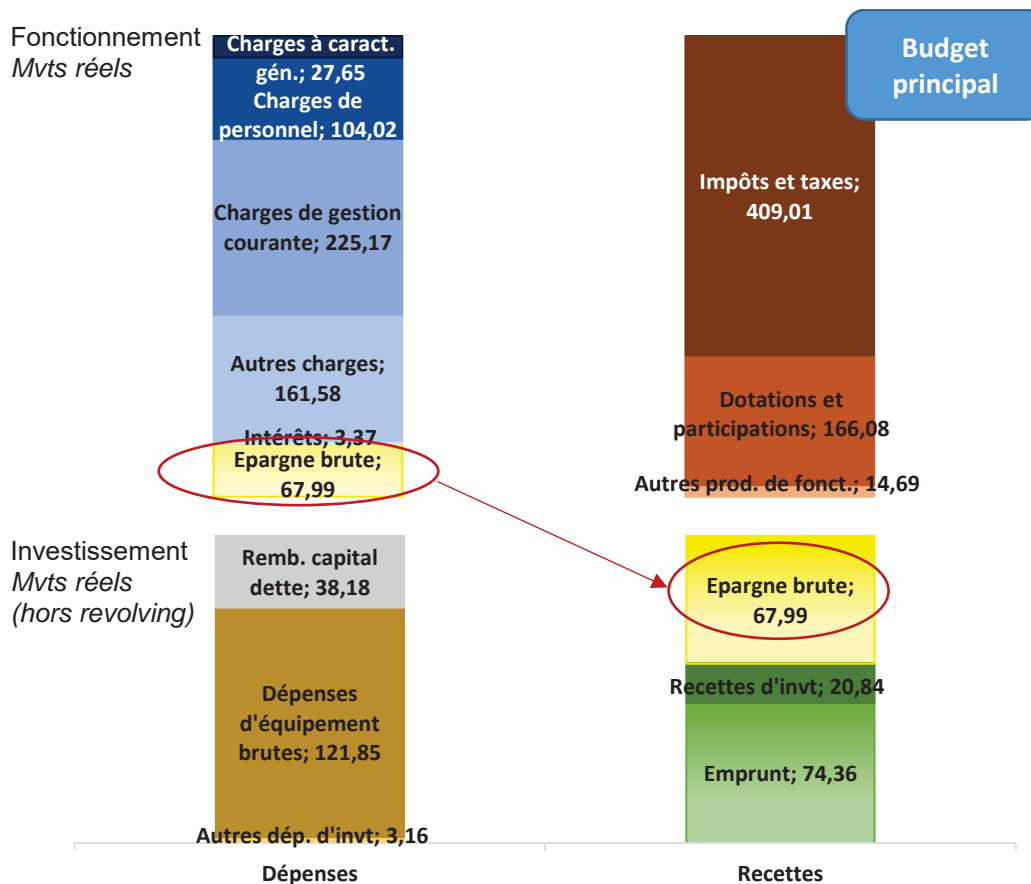 Fonctionnement
Mvts réels
Charges à caract.
gén.; 27,65
Charges de
personnel; 104,02
Charges de gestion
courante; 225,17
Autres charges;
161,58
Intérêts; 3,37
Epargne brute;
67,99
Budget
principal
Impôts et taxes;
409,01
Dotations et
participations; 166,08
Autres prod. de fonct.; 14,69
Investissement
Mvts réels
(hors revolving)
Remb. capital
dette; 38,18
Dépenses
d'équipement
brutes; 121,85
Autres dép. d'invt; 3,16
Epargne brute;
67,99
Recettes d'invt; 20,84
Emprunt; 74,36
Dépenses
Recettes